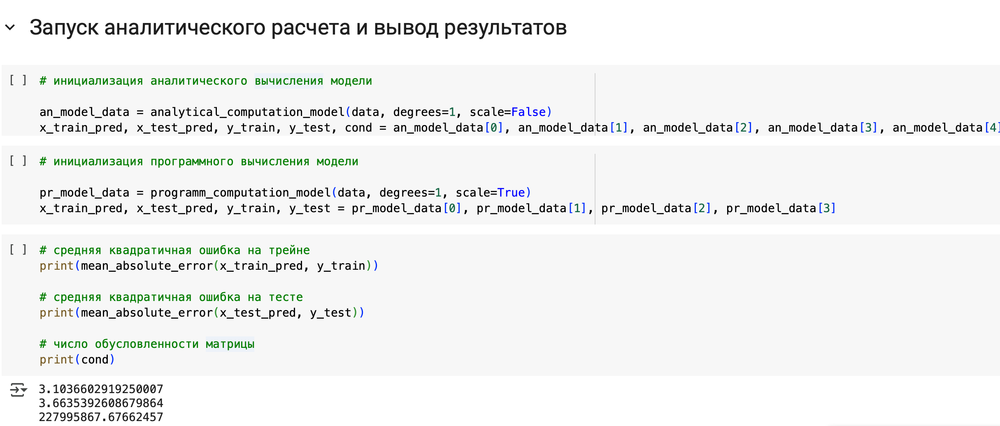 Запуск аналитического расчета и вывод результатов
[ ] # инициализация аналитического вычисления модели
an_model_data = analytical_computation_model(data, degrees=1, scale=False)
x_train_pred, x_test_pred, y_train, y_test, cond = an_model_data[0], an_model_data[1], an_model_data[2], an_model_data[3], an_model_data[4]
[ ] # инициализация программного вычисления модели
pr_model_data = programm_computation_model(data, degrees=1, scale=True)
x_train_pred, x_test_pred, y_train, y_test = pr_model_data[0], pr_model_data[1], pr_model_data[2], pr_model_data[3]
[ ] # средняя квадратичная ошибка на трейне
print(mean_absolute_error(x_train_pred, y_train))
# средняя квадратичная ошибка на тесте
print(mean_absolute_error(x_test_pred, y_test))
# число обусловленности матрицы
print(cond)
3.1036602919250007
3.6635392608679864
227995867.67662457